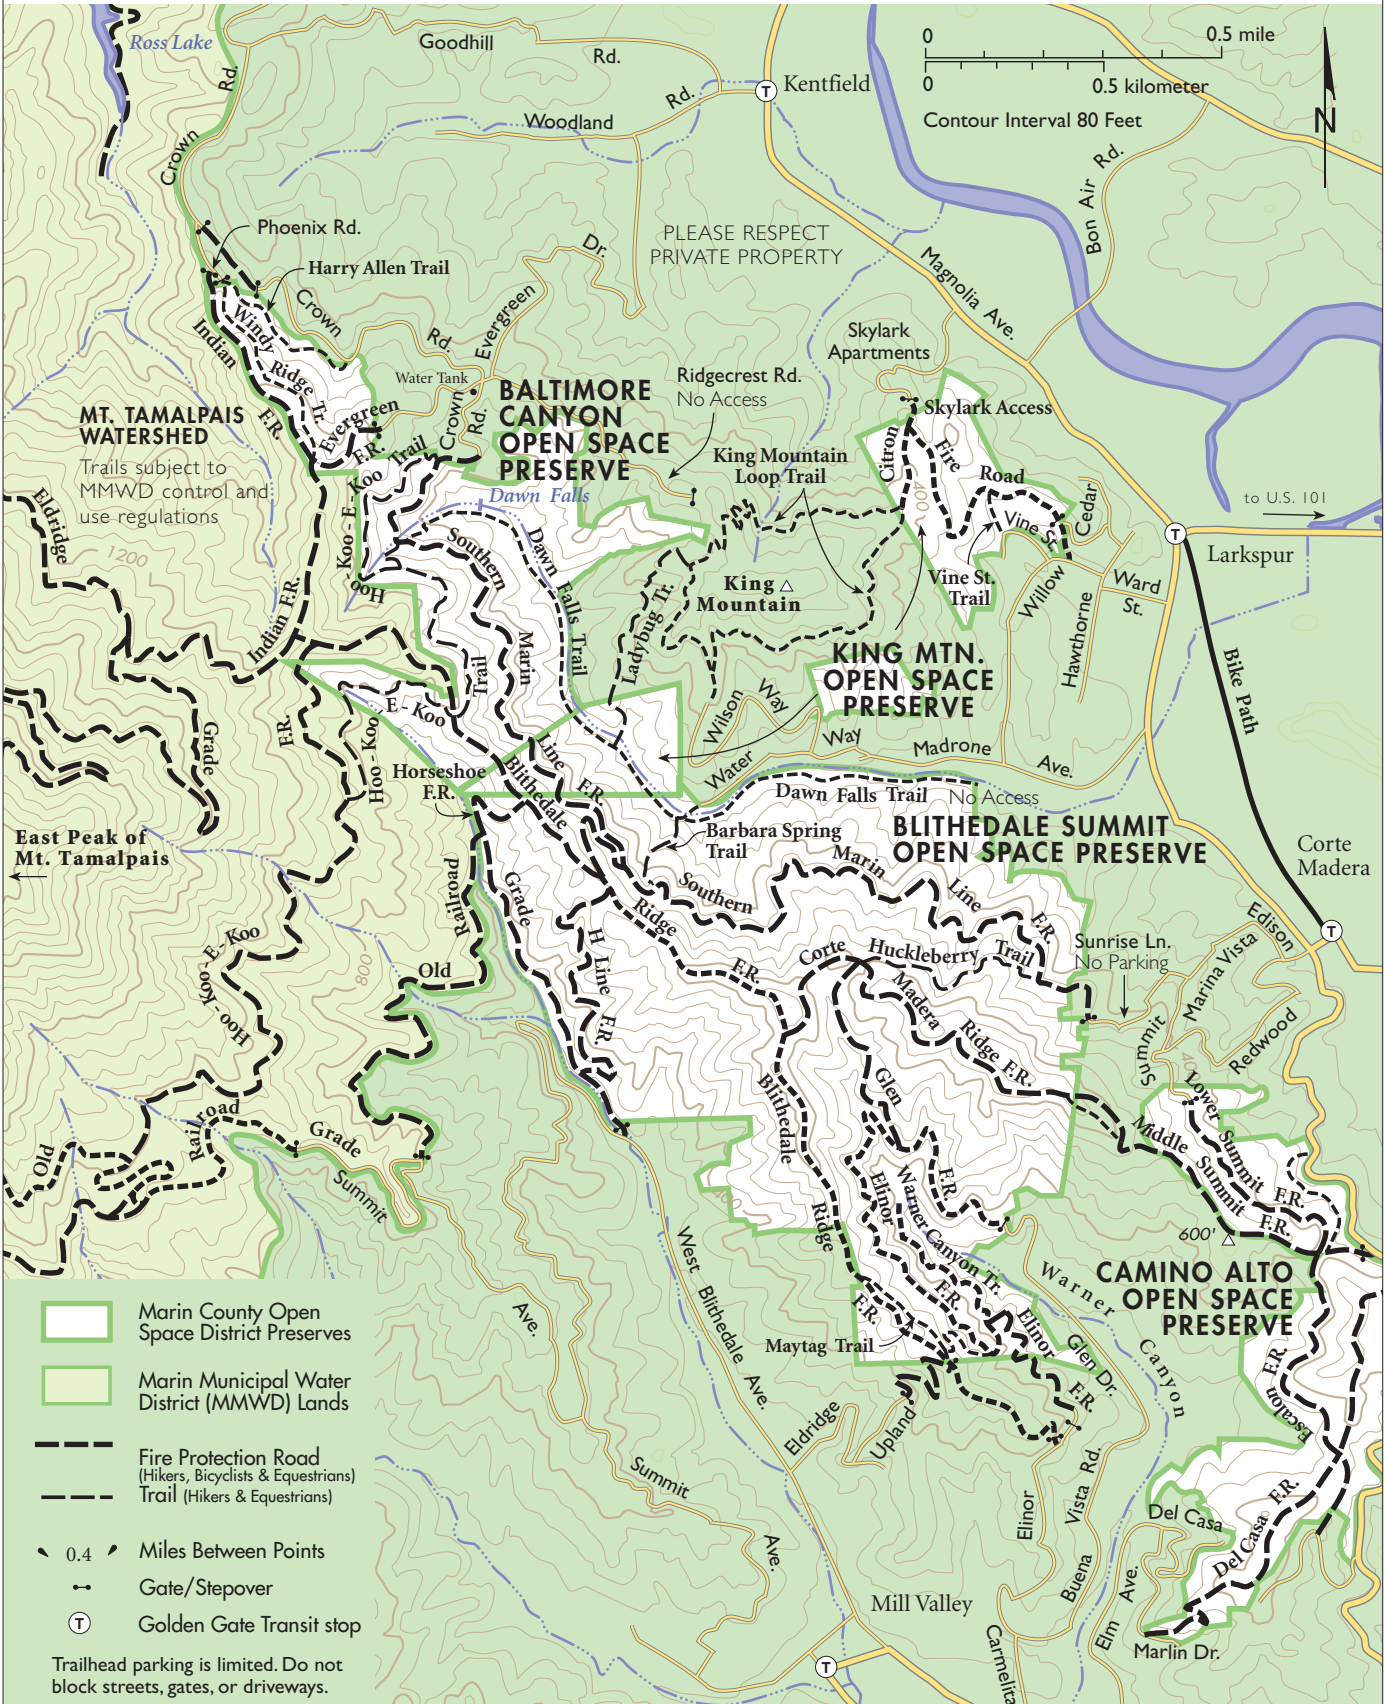 Ross Lake
Goodhill
Rd.
Crown
Rd.
Woodland
Rd.
Kentfield
T
0
0.5 mile
0
0.5 kilometer
Contour Interval 80 Feet
N
Bon Air Rd.
Phoenix Rd.
Harry Allen Trail
PLEASE RESPECT
PRIVATE PROPERTY
Evergreen
Dr.
Magnolia Ave.
Crown
Rd.
Windy
Ridge Tr.
Indian
F.R.
Skylark
Apartments
Water Tank
Ridgecrest Rd.
No Access
BALTIMORE
CANYON
OPEN SPACE
PRESERVE
Skylark Access
MT. TAMALPAIS
WATERSHED
Trails subject to
MMWD control and
use regulations
Evergreen
F.R.
Crown
Rd.
Hoo - Koo - E - Koo Trail
Dawn Falls
King Mountain
Loop Trail
Citron
Fire
Road
400
Cedar
to U.S. 101
Eldridge
1200
Southern
Dawn
Falls
Trail
Vine St.
T
Larkspur
King
Mountain
Vine St.
Trail
Willow
Ward
St.
Hawthorne
Ladybug Tr.
Indian F.R.
Marin
Trail
KING MTN.
OPEN SPACE
PRESERVE
Bike Path
Grade
F.R.
Hoo - Koo
E - Koo
Wilson
Way
Water
Way
Madrone
Ave.
Line
F.R.
Horseshoe
F.R.
Blithedale
Dawn Falls Trail
No Access
East Peak of
Mt. Tamalpais
Barbara Spring
Trail
BLITHEDALE SUMMIT
OPEN SPACE PRESERVE
Corte
Madera
T
Railroad
Grade
Southern
Marin
Line
F.R.
Ridge
F.R.
H Line
F.R.
Corte
Huckleberry
Trail
Sunrise Ln.
No Parking
Edison
Marina Vista
Hoo - Koo - E - Koo
800
Old
Madera
Ridge F.R.
Summit
400
Redwood
Glen
Blithedale
Lower
Summit
F.R.
Middle
Summit
F.R.
Railroad
Old
Grade
Summit
400
Elinor
F.R.
Warner Canyon Tr.
Ridge
600'
West Blithedale Ave.
F.R.
Warner
Canyon
CAMINO ALTO
OPEN SPACE
PRESERVE
Marin County Open
Space District Preserves
Ave.
F.R.
Maytag Trail
Elinor
F.R.
Glen Dr.
F.R.
Escalon
Marin Municipal Water
District (MMWD) Lands
Eldridge
Upland
Fire Protection Road
(Hikers, Bicyclists & Equestrians)
Trail (Hikers & Equestrians)
Summit
Ave.
Elinor
Vista Rd.
Buena
Del Casa
Del Casa F.R.
0.4 Miles Between Points
Gate/Stepover
T Golden Gate Transit stop
Mill Valley
T
Elm Ave.
Carmelita
Marlin Dr.
Trailhead parking is limited. Do not
block streets, gates, or driveways.